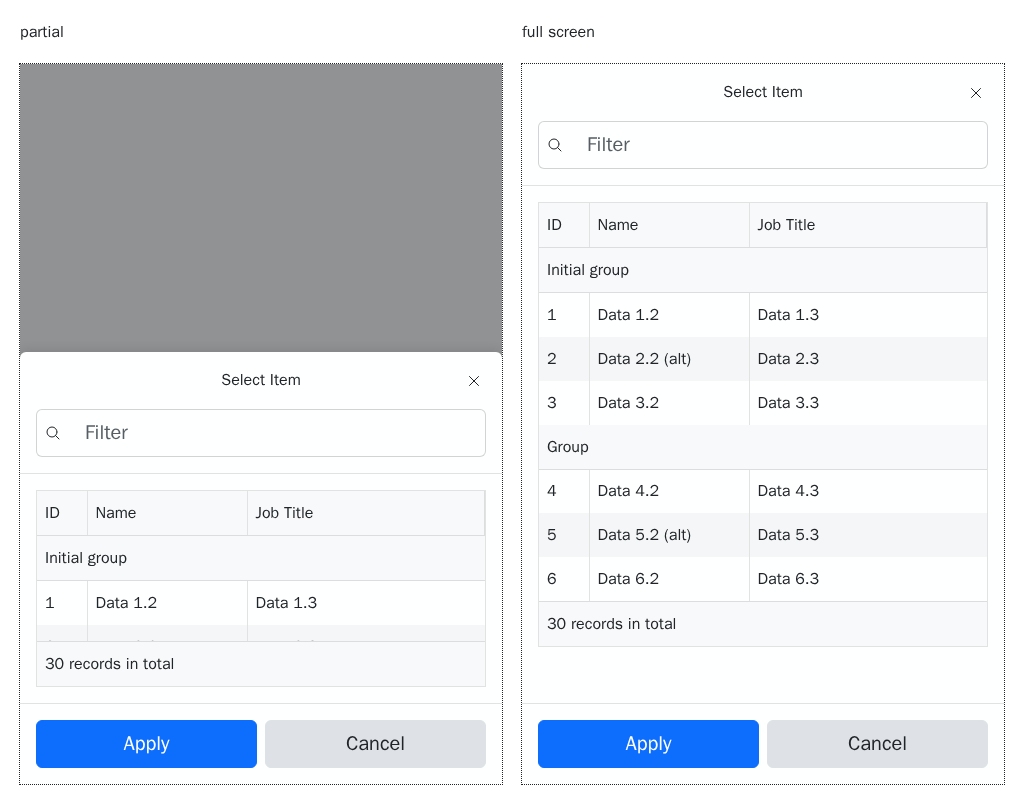 partial
Select Item
Filter
ID Name Job Title
Initial group
1 Data 1.2 Data 1.3
30 records in total
Apply Cancel
full screen
Select Item
Filter
ID Name Job Title
Initial group
1 Data 1.2 Data 1.3
2 Data 2.2 (alt) Data 2.3
3 Data 3.2 Data 3.3
Group
4 Data 4.2 Data 4.3
5 Data 5.2 (alt) Data 5.3
6 Data 6.2 Data 6.3
30 records in total
Apply Cancel